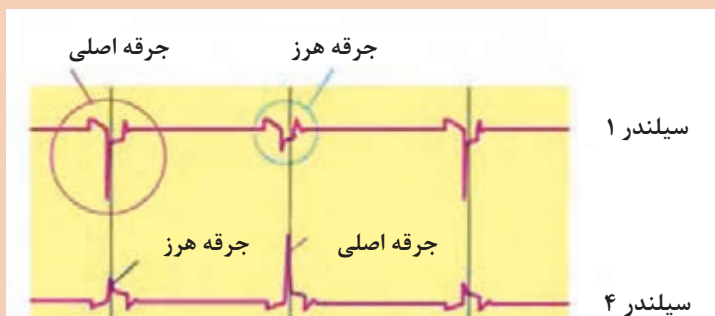 جرقه اصلی
جرقه هرز
سیلندر ۱
جرقه هرز
جرقه اصلی
سیلندر ۴